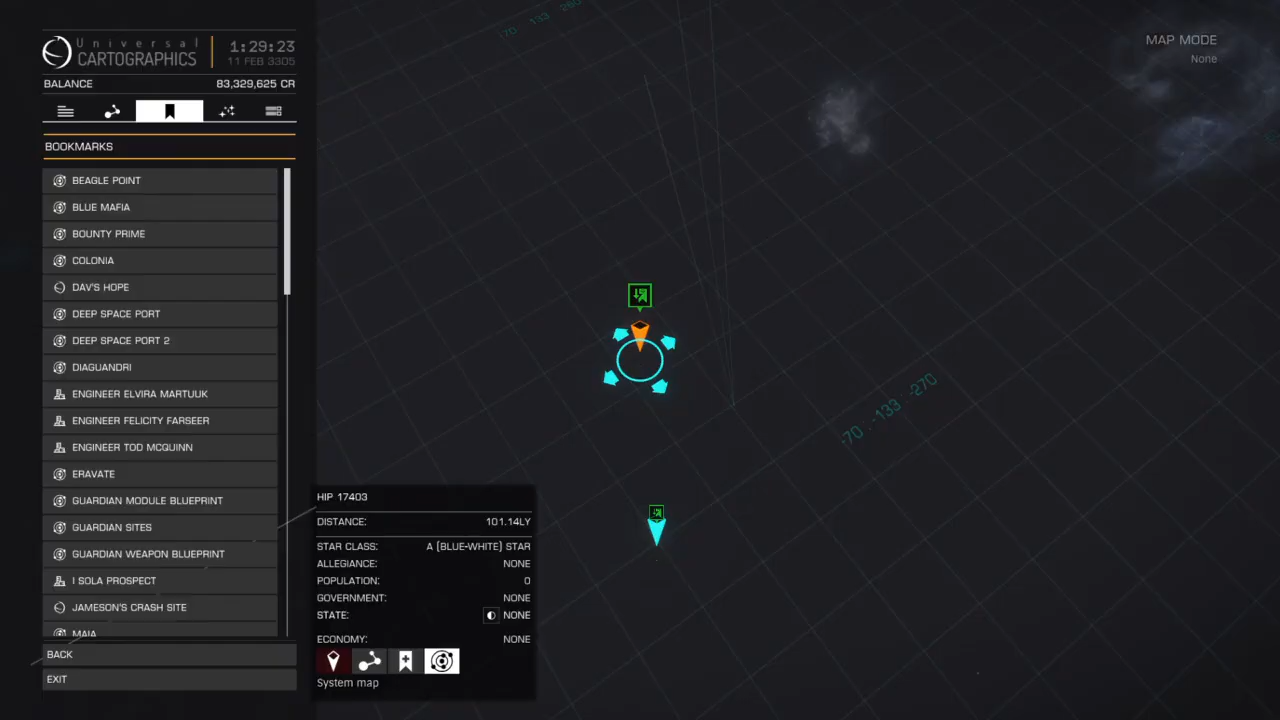 Universal
CARTOGRAPHICS
1:29:23
11 FEB 3305
BALANCE 83,329,625 CR
BOOKMARKS
BEAGLE POINT
BLUE MAFIA
BOUNTY PRIME
COLONIA
DAV'S HOPE
DEEP SPACE PORT
DEEP SPACE PORT 2
DIAGUANDRI
ENGINEER ELVIRA MARTUUK
ENGINEER FELICITY FARSEER
ENGINEER TOD MCQUINN
ERAVATE
GUARDIAN MODULE BLUEPRINT
GUARDIAN SITES
GUARDIAN WEAPON BLUEPRINT
I SOLA PROSPECT
JAMESON'S CRASH SITE
MAIA
BACK
EXIT
HIP 17403
DISTANCE: 101.14LY
STAR CLASS: A (BLUE-WHITE) STAR
ALLEGIANCE: NONE
POPULATION: 0
GOVERNMENT: NONE
STATE: NONE
ECONOMY: NONE
System map
-70 . -133 . -270
MAP MODE
None